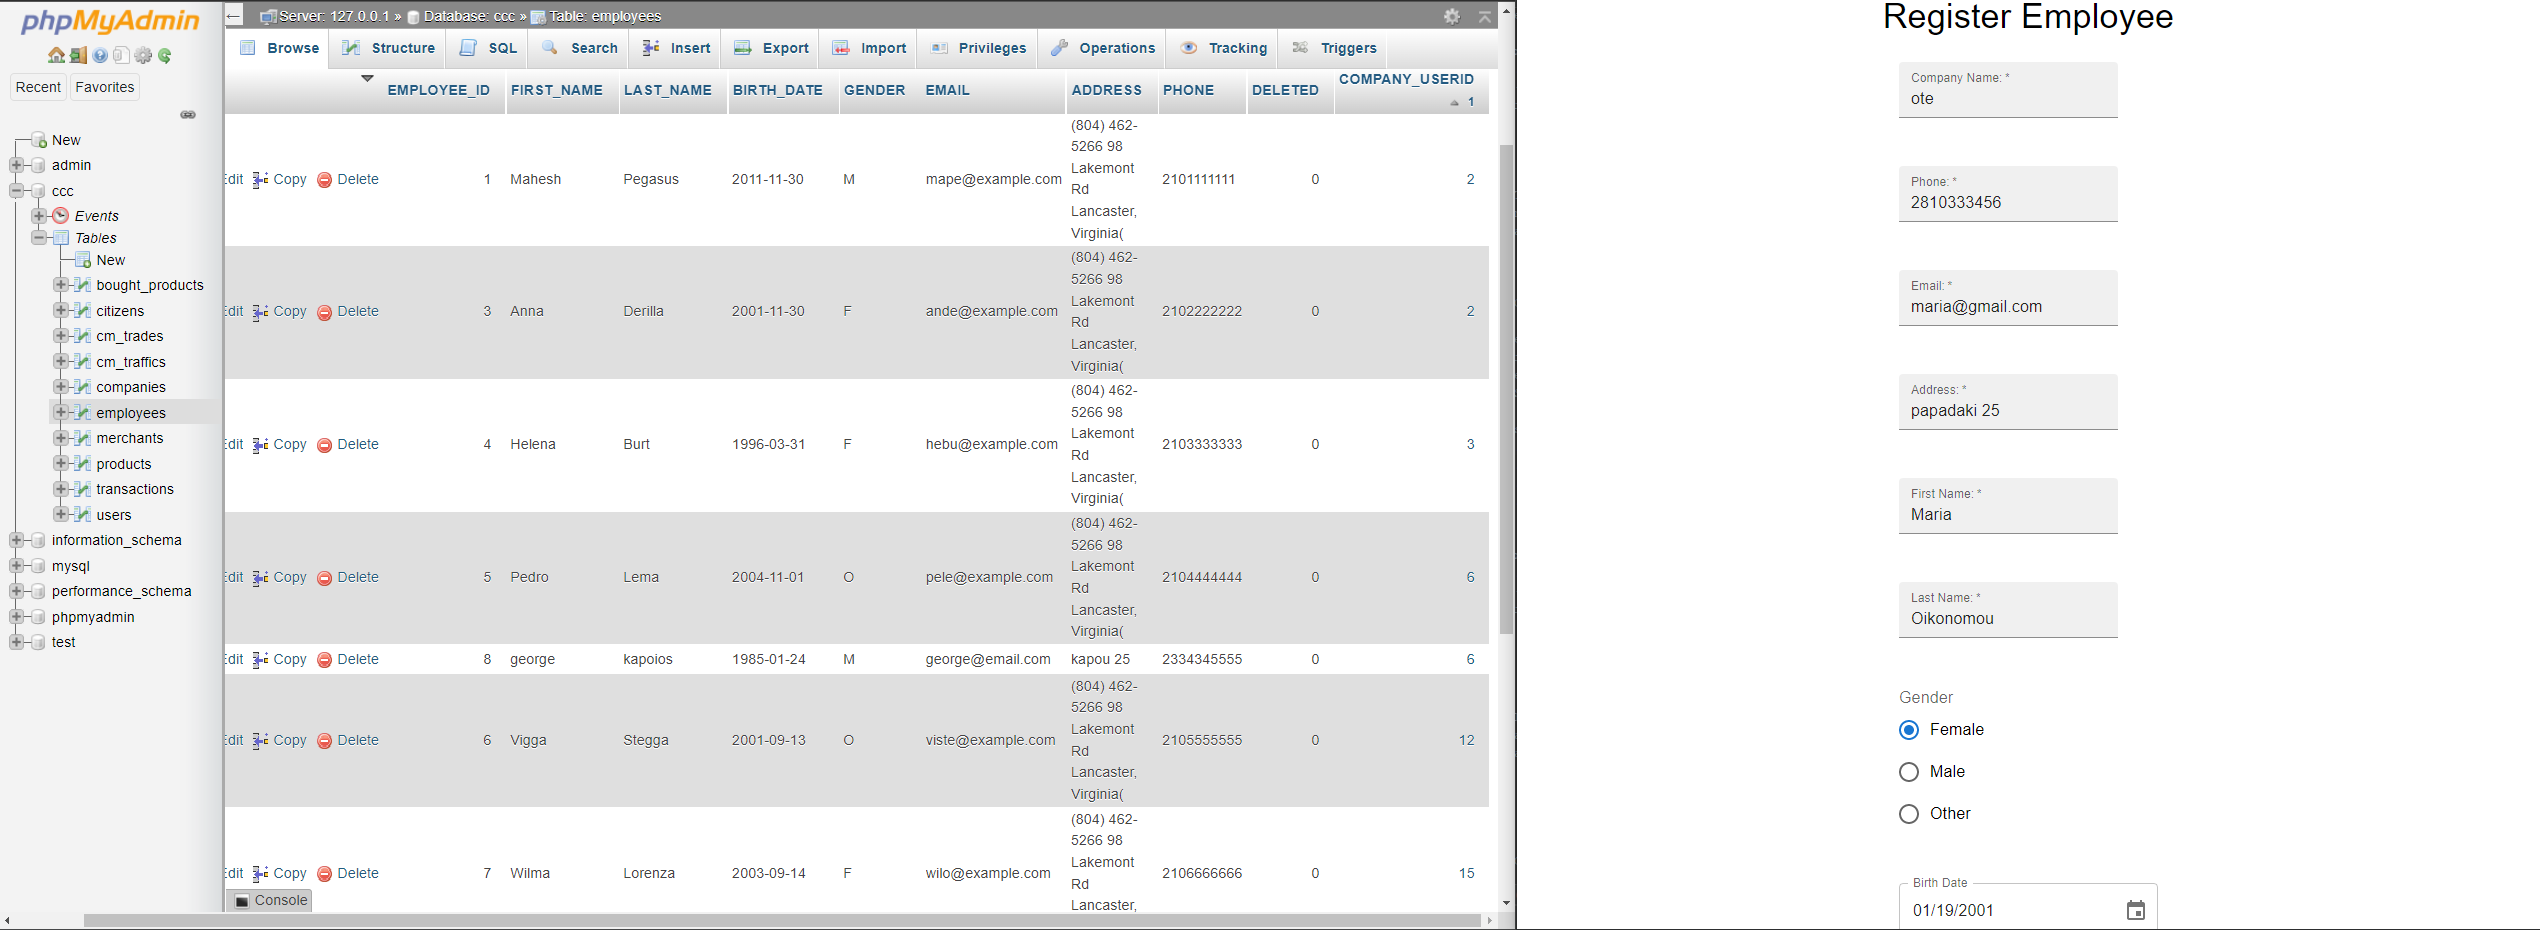 phpMyAdmin
Recent Favorites
New
admin
ccc
Events
Tables
New
bought_products
citizens
cm_trades
cm_traffics
companies
employees
merchants
products
transactions
users
information_schema
mysql
performance_schema
phpmyadmin
test
Server: 127.0.0.1 » Database: ccc » Table: employees
Browse Structure SQL Search Insert Export Import Privileges Operations Tracking Triggers
EMPLOYEE_ID FIRST_NAME LAST_NAME BIRTH_DATE GENDER EMAIL ADDRESS PHONE DELETED COMPANY_USERID 1
(804) 462-
5266 98
Lakemont
Edit Copy Delete 1 Mahesh Pegasus 2011-11-30 M mape@example.com Rd 2101111111 0 2
Lancaster,
Virginia(
(804) 462-
5266 98
Lakemont
Edit Copy Delete 3 Anna Derilla 2001-11-30 F ande@example.com Rd 2102222222 0 2
Lancaster,
Virginia(
(804) 462-
5266 98
Lakemont
Edit Copy Delete 4 Helena Burt 1996-03-31 F hebu@example.com Rd 2103333333 0 3
Lancaster,
Virginia(
(804) 462-
5266 98
Lakemont
Edit Copy Delete 5 Pedro Lema 2004-11-01 O pele@example.com Rd 2104444444 0 6
Lancaster,
Virginia(
Edit Copy Delete 8 george kapoios 1985-01-24 M george@email.com kapou 25 2334345555 0 6
(804) 462-
5266 98
Lakemont
Edit Copy Delete 6 Vigga Stegga 2001-09-13 O viste@example.com Rd 2105555555 0 12
Lancaster,
Virginia(
(804) 462-
5266 98
Lakemont
Edit Copy Delete 7 Wilma Lorenza 2003-09-14 F wilo@example.com Rd 2106666666 0 15
Lancaster,
Console
Register Employee
Company Name: *
ote
Phone: *
2810333456
Email: *
maria@gmail.com
Address: *
papadaki 25
First Name: *
Maria
Last Name: *
Oikonomou
Gender
Female
Male
Other
Birth Date
01/19/2001